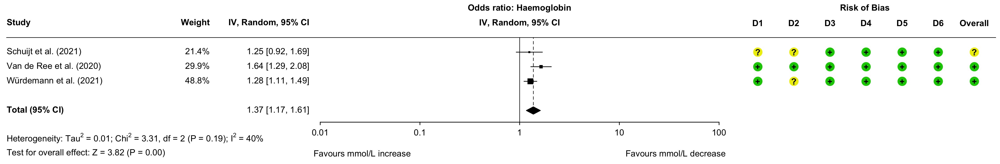 Odds ratio: Haemoglobin Risk of Bias
Study Weight IV, Random, 95% CI IV, Random, 95% CI D1 D2 D3 D4 D5 D6 Overall
Schuijt et al. (2021) 21.4% 1.25 [0.92, 1.69] ? ? + + + + ?
Van de Ree et al. (2020) 29.9% 1.64 [1.29, 2.08] + + + + + + +
Würdemann et al. (2021) 48.8% 1.28 [1.11, 1.49] + ? + + + + +
Total (95% CI) 1.37 [1.17, 1.61]
0.01 0.1 1 10 100
Heterogeneity: Tau² = 0.01; Chi² = 3.31, df = 2 (P = 0.19); I² = 40%
Test for overall effect: Z = 3.82 (P = 0.00)
Favours mmol/L increase Favours mmol/L decrease